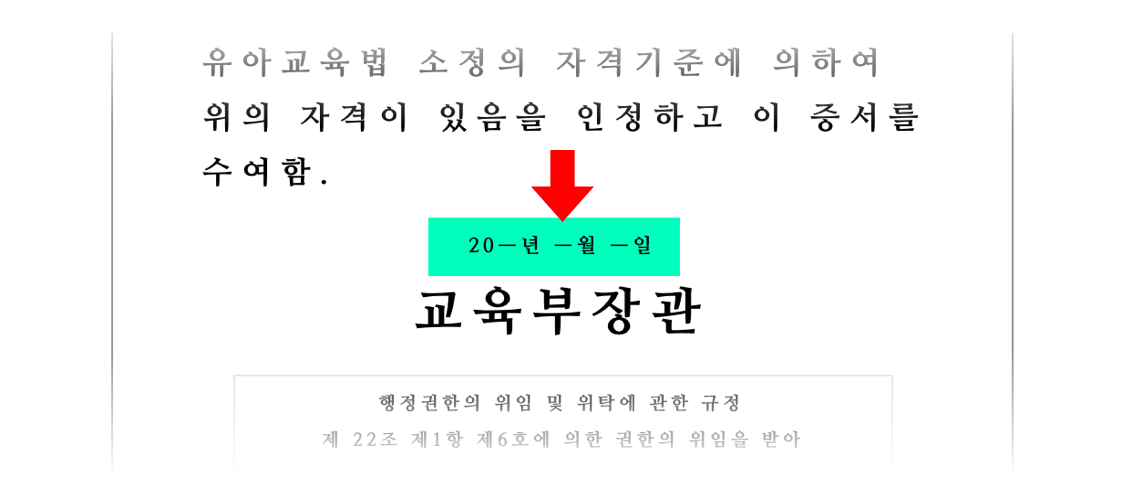 유아교육법 소정의 자격기준에 의하여
위의 자격이 있음을 인정하고 이 증서를
수여함.
20―년 ―월 ―일
교육부장관
행정권한의 위임 및 위탁에 관한 규정
제 22조 제1항 제6호에 의한 권한의 위임을 받아